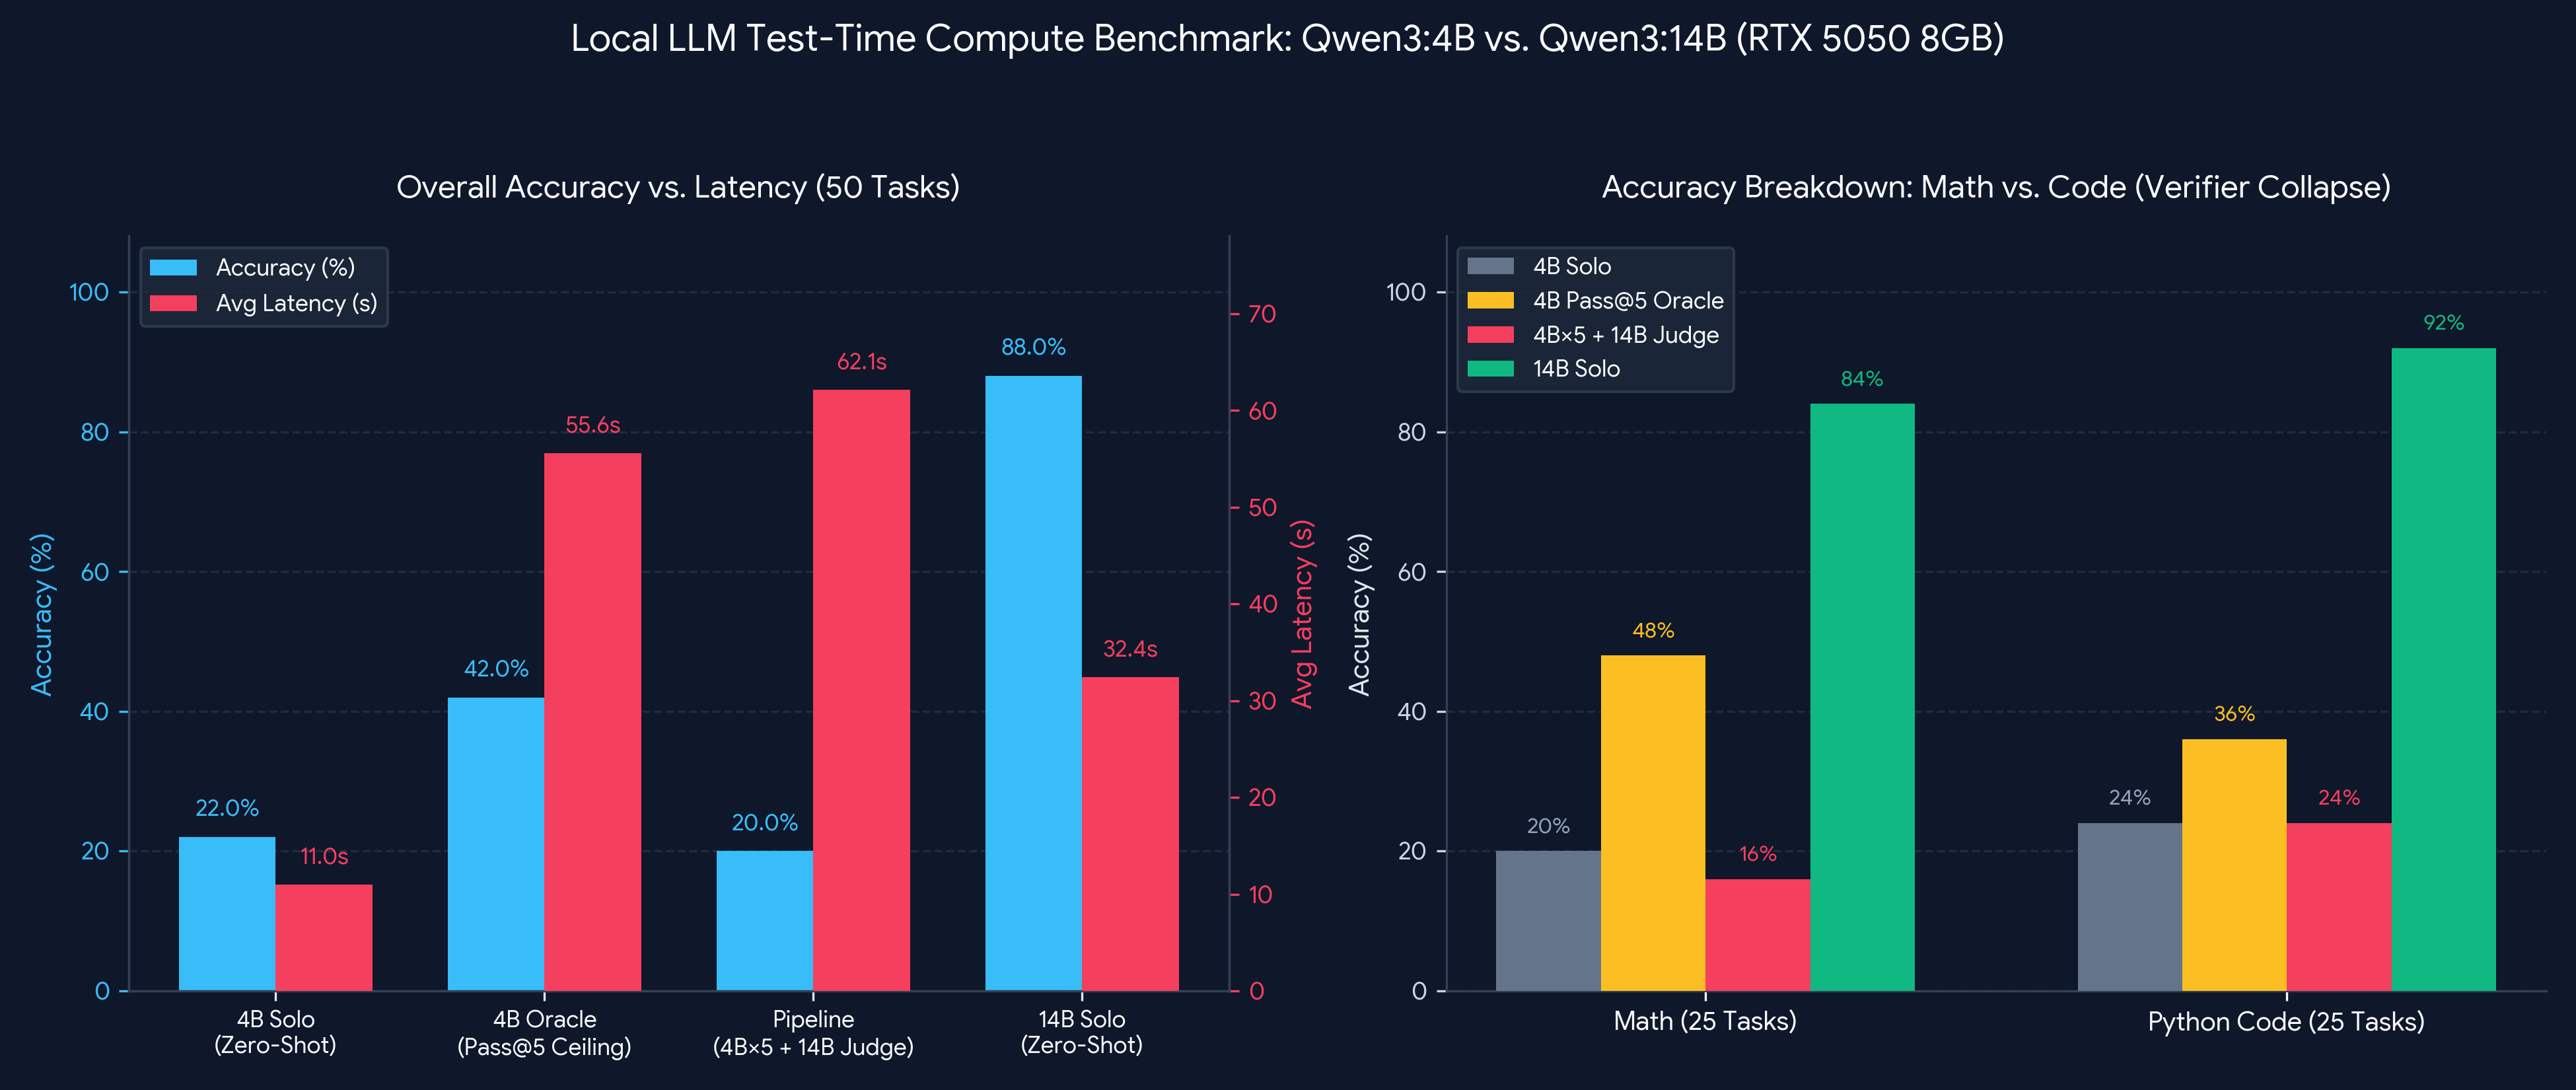 Local LLM Test-Time Compute Benchmark: Qwen3:4B vs. Qwen3:14B (RTX 5050 8GB)
Overall Accuracy vs. Latency (50 Tasks)
Accuracy (%)
Avg Latency (s)
100
80
60
40
20
0
Accuracy (%)
22.0%
11.0s
42.0%
55.6s
20.0%
62.1s
88.0%
32.4s
70
60
50
40
30
20
10
0
Avg Latency (s)
4B Solo
(Zero-Shot)
4B Oracle
(Pass@5 Ceiling)
Pipeline
(4B×5 + 14B Judge)
14B Solo
(Zero-Shot)
Accuracy Breakdown: Math vs. Code (Verifier Collapse)
4B Solo
4B Pass@5 Oracle
4B×5 + 14B Judge
14B Solo
100
80
60
40
20
0
Accuracy (%)
20%
48%
16%
84%
24%
36%
24%
92%
Math (25 Tasks)
Python Code (25 Tasks)